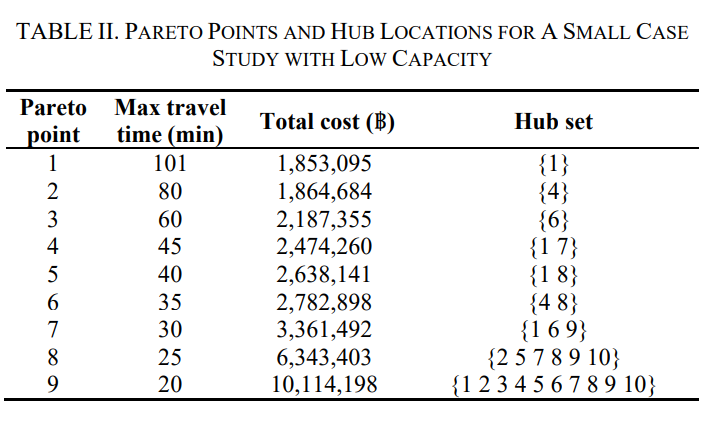 TABLE II. PARETO POINTS AND HUB LOCATIONS FOR A SMALL CASE
STUDY WITH LOW CAPACITY
Pareto point Max travel time (min) Total cost (฿) Hub set
1 101 1,853,095 {1}
2 80 1,864,684 {4}
3 60 2,187,355 {6}
4 45 2,474,260 {1 7}
5 40 2,638,141 {1 8}
6 35 2,782,898 {4 8}
7 30 3,361,492 {1 6 9}
8 25 6,343,403 {2 5 7 8 9 10}
9 20 10,114,198 {1 2 3 4 5 6 7 8 9 10}